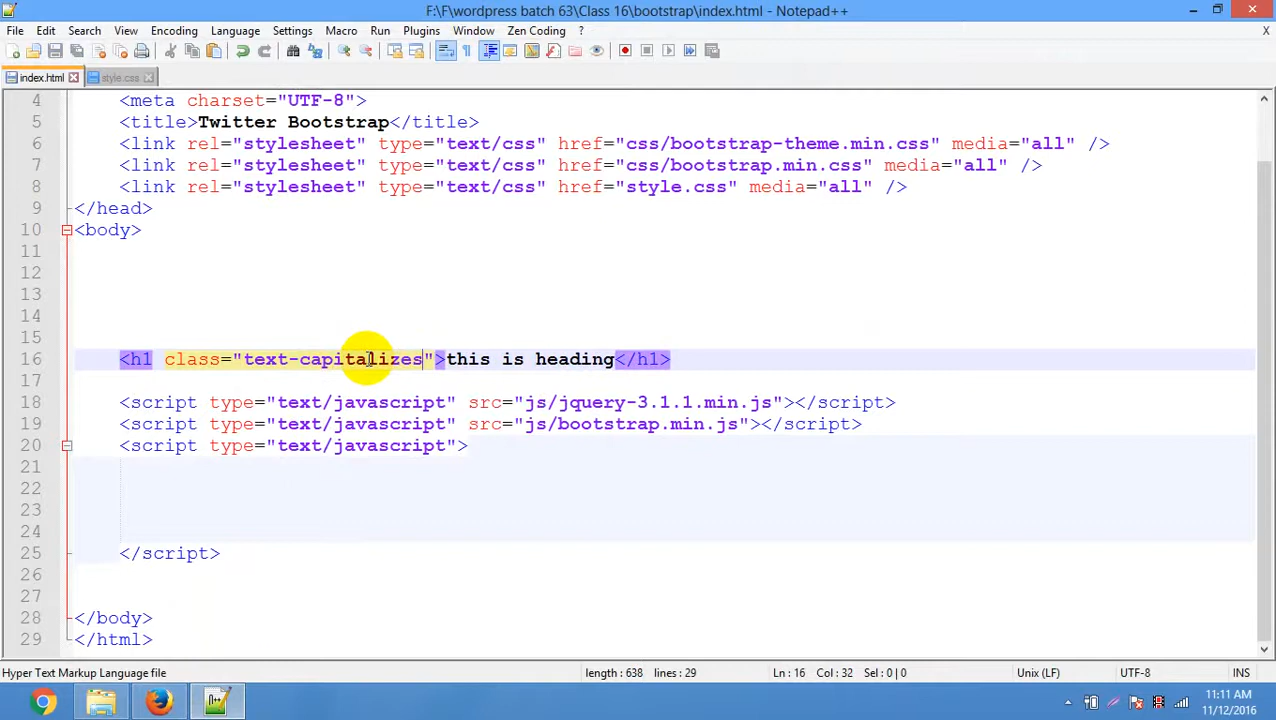 F:\F\wordpress batch 63\Class 16\bootstrap\index.html - Notepad++
File Edit Search View Encoding Language Settings Macro Run Plugins Window Zen Coding ? X
index.html style.css
4 <meta charset="UTF-8">
5 <title>Twitter Bootstrap</title>
6 <link rel="stylesheet" type="text/css" href="css/bootstrap-theme.min.css" media="all" />
7 <link rel="stylesheet" type="text/css" href="css/bootstrap.min.css" media="all" />
8 <link rel="stylesheet" type="text/css" href="style.css" media="all" />
9 </head>
10 <body>
11
12
13
14
15
16 <h1 class="text-capitalizes">this is heading</h1>
17
18 <script type="text/javascript" src="js/jquery-3.1.1.min.js"></script>
19 <script type="text/javascript" src="js/bootstrap.min.js"></script>
20 <script type="text/javascript">
21
22
23
24
25 </script>
26
27
28 </body>
29 </html>
Hyper Text Markup Language file length : 638 lines : 29 Ln : 16 Col : 32 Sel : 0 | 0 Unix (LF) UTF-8 INS
11:11 AM
11/12/2016